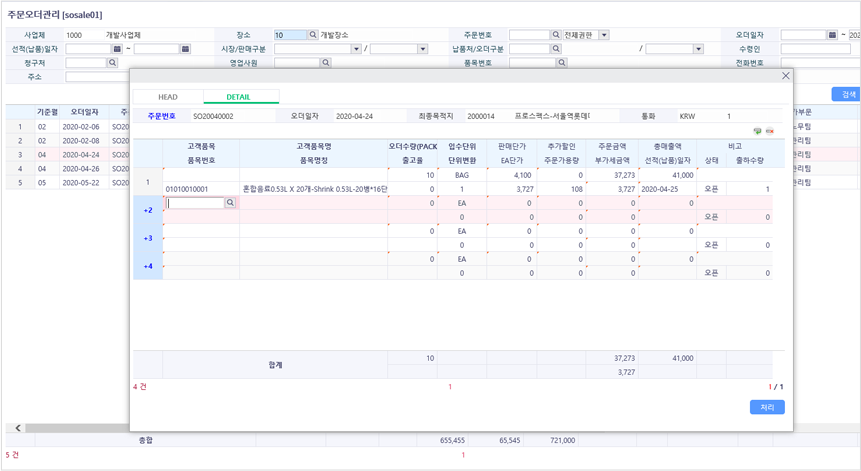 주문오더관리 [sosale01]
사업체 1000 개발사업체 장소 10 개발장소 주문번호 전체권한 오더일자 ~ 202
선적(납품)일자 ~ 시장/판매구분 / 납품처/오더구분 / 수령인
청구처 영업사원 품목번호 전화번호
주소
검색
HEAD DETAIL
주문번호 SO20040002 오더일자 2020-04-24 최종목적지 2000014 프로스펙스-서울역롯데마 통화 KRW 1
기준월 오더일자 가부문
1 02 2020-02-06 SO20 노무팀
2 02 2020-02-08 SO20 관리팀
3 04 2020-04-24 SO20 관리팀
4 04 2020-04-26 SO20 관리팀
5 05 2020-05-22 SO20 관리팀
고객품목 고객품목명 오더수량(PACK 입수단위 판매단가 추가할인 주문금액 총매출액 비고
품목번호 품목명칭 출고율 단위변환 EA단가 주문가용량 부가세금액 선적(납품)일자 상태 출하수량
1 10 BAG 4,100 0 37,273 41,000
01010010001 혼합음료0.53L X 20개-Shrink 0.53L-20병*16단 0 1 3,727 108 3,727 2020-04-25 오픈 1
+2 0 EA 0 0 0 0
0 0 0 0 오픈 0
+3 0 EA 0 0 0 0
0 0 0 0 오픈 0
+4 0 EA 0 0 0 0
0 0 0 0 오픈 0
합계 10 37,273 41,000
3,727
4 건 1 1 / 1
처리
총합 655,455 65,545 721,000
5 건 1